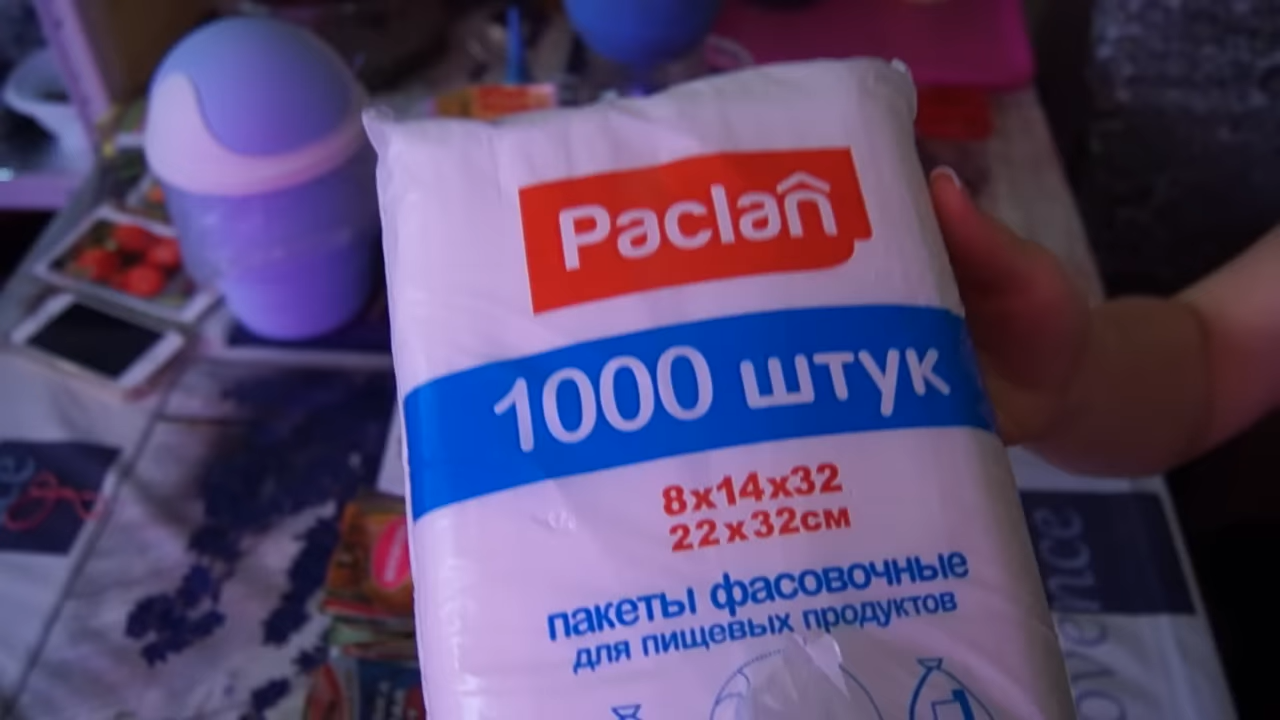 Paclan
1000 штук
8x14x32
22x32см
пакеты фасовочные
для пищевых продуктов